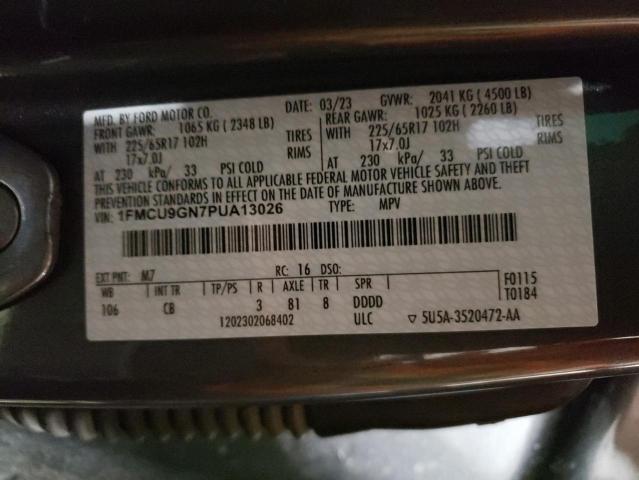 MFD. BY FORD MOTOR CO.
DATE: 03/23 GVWR: 2041 KG ( 4500 LB)
FRONT GAWR: 1065 KG ( 2348 LB) REAR GAWR: 1025 KG ( 2260 LB)
WITH 225/65R17 102H TIRES WITH 225/65R17 102H TIRES
17x7.0J RIMS 17x7.0J RIMS
AT 230 kPa/ 33 PSI COLD AT 230 kPa/ 33 PSI COLD
THIS VEHICLE CONFORMS TO ALL APPLICABLE FEDERAL MOTOR VEHICLE SAFETY AND THEFT
PREVENTION STANDARDS IN EFFECT ON THE DATE OF MANUFACTURE SHOWN ABOVE.
VIN: 1FMCU9GN7PUA13026 TYPE: MPV
EXT PNT: M7 RC: 16 DSO: F0115
WB INT TR TP/PS R AXLE TR SPR T0184
106 CB 3 81 8 DDDD
1202302068402 ULC ▽ 5U5A-3520472-AA